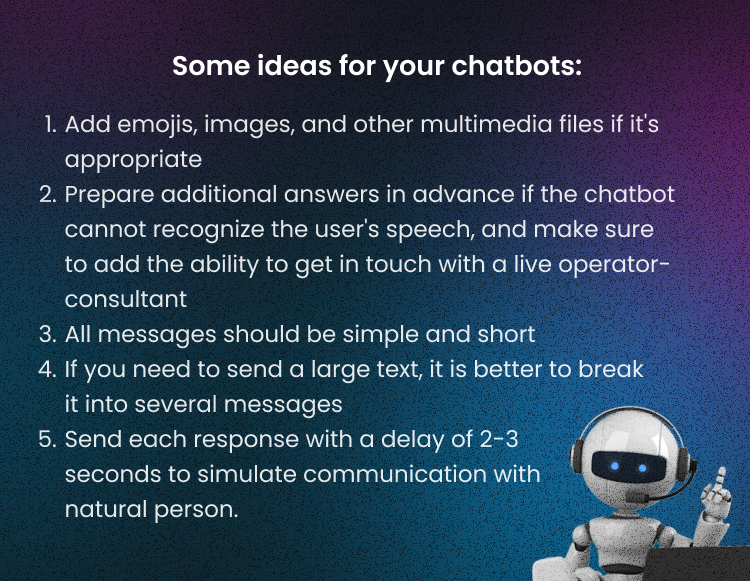 Some ideas for your chatbots:
1. Add emojis, images, and other multimedia files if it's
appropriate
2. Prepare additional answers in advance if the chatbot
cannot recognize the user's speech, and make sure
to add the ability to get in touch with a live operator-
consultant
3. All messages should be simple and short
4. If you need to send a large text, it is better to break
it into several messages
5. Send each response with a delay of 2-3
seconds to simulate communication with
natural person.